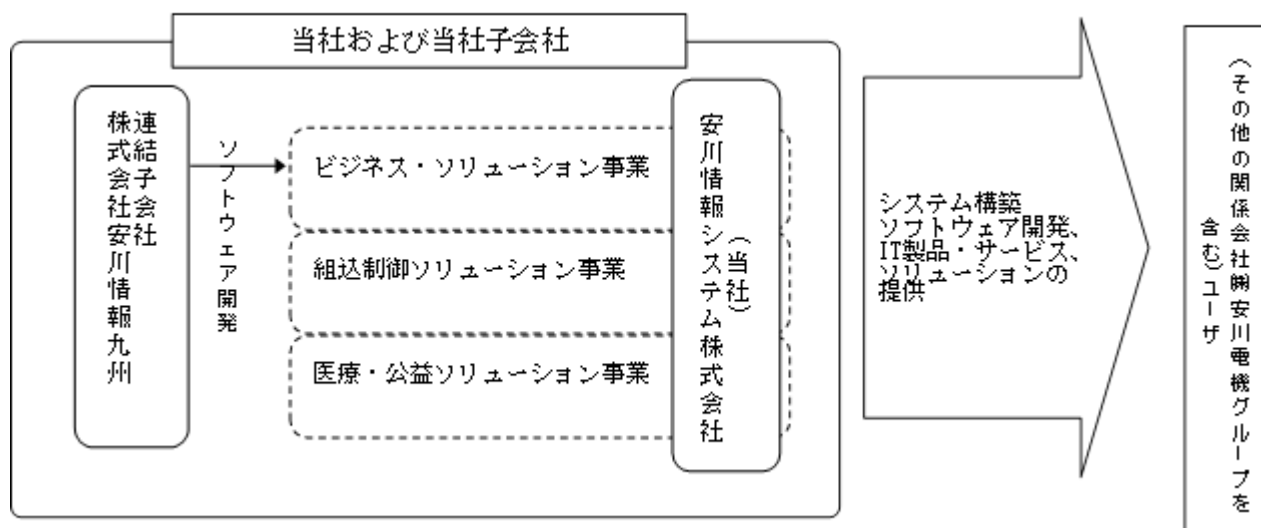 当社および当社子会社
連結子会社
株式会社安川情報九州
ソフトウェア開発
ビジネス・ソリューション事業
組込制御ソリューション事業
医療・公益ソリューション事業
安川情報システム株式会社
(当社)
システム構築
ソフトウェア開発、
IT製品・サービス、
ソリューションの
提供
(その他の関係会社㈱安川電機グループを
含む)ユーザ